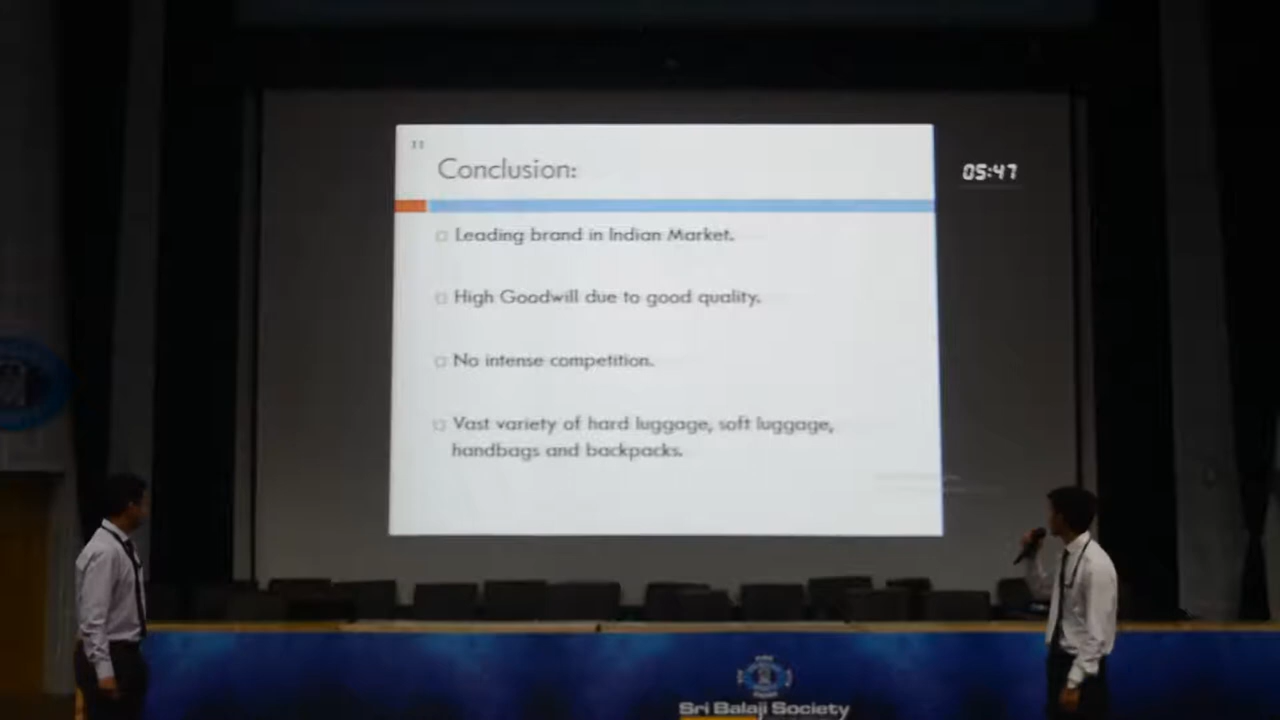 11
Conclusion:
05:47
Leading brand in Indian Market.
High Goodwill due to good quality.
No intense competition.
Vast variety of hard luggage, soft luggage,
handbags and backpacks.
Sri Balaji Society